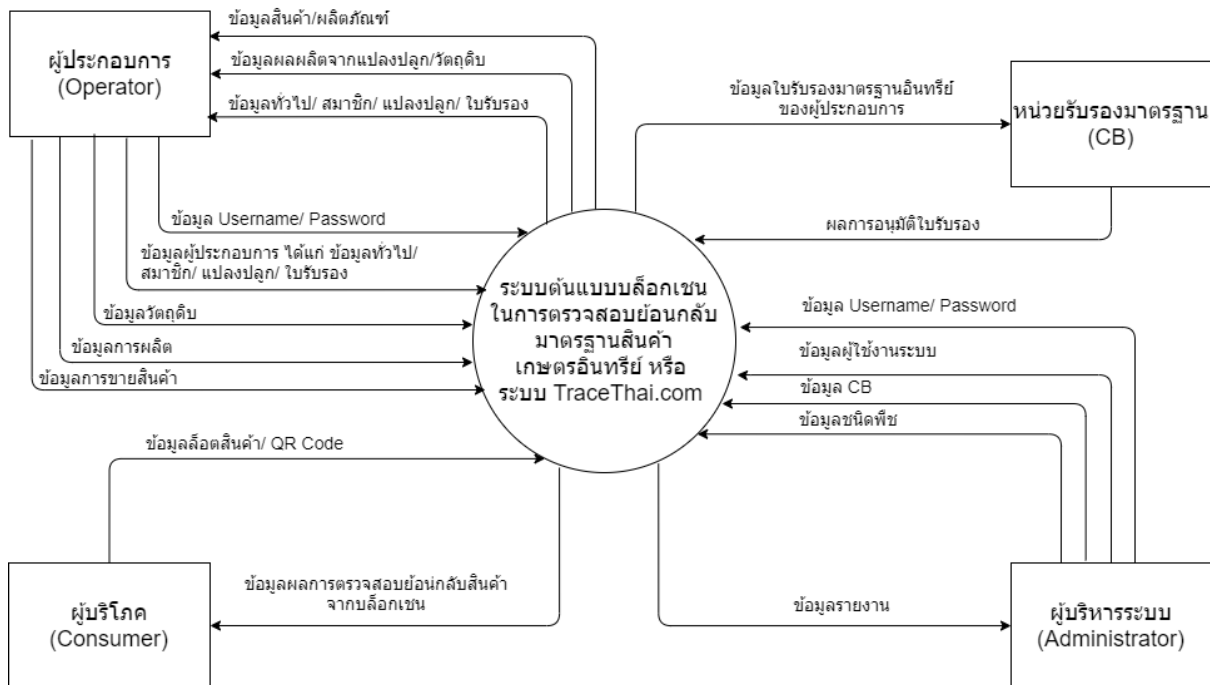 ผู้ประกอบการ
(Operator)
ข้อมูลสินค้า/ผลิตภัณฑ์
ข้อมูลผลผลิตจากแปลงปลูก/วัตถุดิบ
ข้อมูลทั่วไป/ สมาชิก/ แปลงปลูก/ ใบรับรอง
ข้อมูลใบรับรองมาตรฐานอินทรีย์
ของผู้ประกอบการ
หน่วยรับรองมาตรฐาน
(CB)
ข้อมูล Username/ Password
ผลการอนุมัติใบรับรอง
ข้อมูลผู้ประกอบการ ได้แก่ ข้อมูลทั่วไป/
สมาชิก/ แปลงปลูก/ ใบรับรอง
ข้อมูลวัตถุดิบ
ข้อมูลการผลิต
ข้อมูลการขายสินค้า
ระบบต้นแบบบล็อกเชน
ในการตรวจสอบย้อนกลับ
มาตรฐานสินค้า
เกษตรอินทรีย์ หรือ
ระบบ TraceThai.com
ข้อมูล Username/ Password
ข้อมูลผู้ใช้งานระบบ
ข้อมูล CB
ข้อมูลชนิดพืช
ข้อมูลล็อตสินค้า/ QR Code
ผู้บริโภค
(Consumer)
ข้อมูลผลการตรวจสอบย้อนกลับสินค้า
จากบล็อกเชน
ข้อมูลรายงาน
ผู้บริหารระบบ
(Administrator)